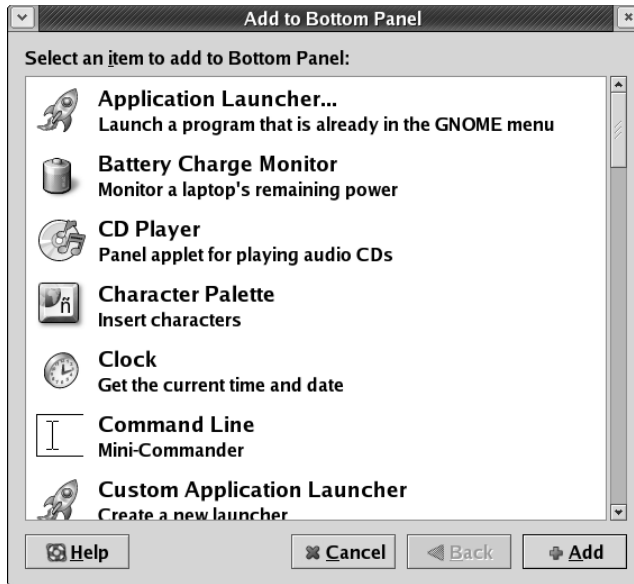 Add to Bottom Panel
Select an item to add to Bottom Panel:
Application Launcher...
Launch a program that is already in the GNOME menu
Battery Charge Monitor
Monitor a laptop's remaining power
CD Player
Panel applet for playing audio CDs
Character Palette
Insert characters
Clock
Get the current time and date
Command Line
Mini-Commander
Custom Application Launcher
Create a new launcher
Help
Cancel
Back
Add